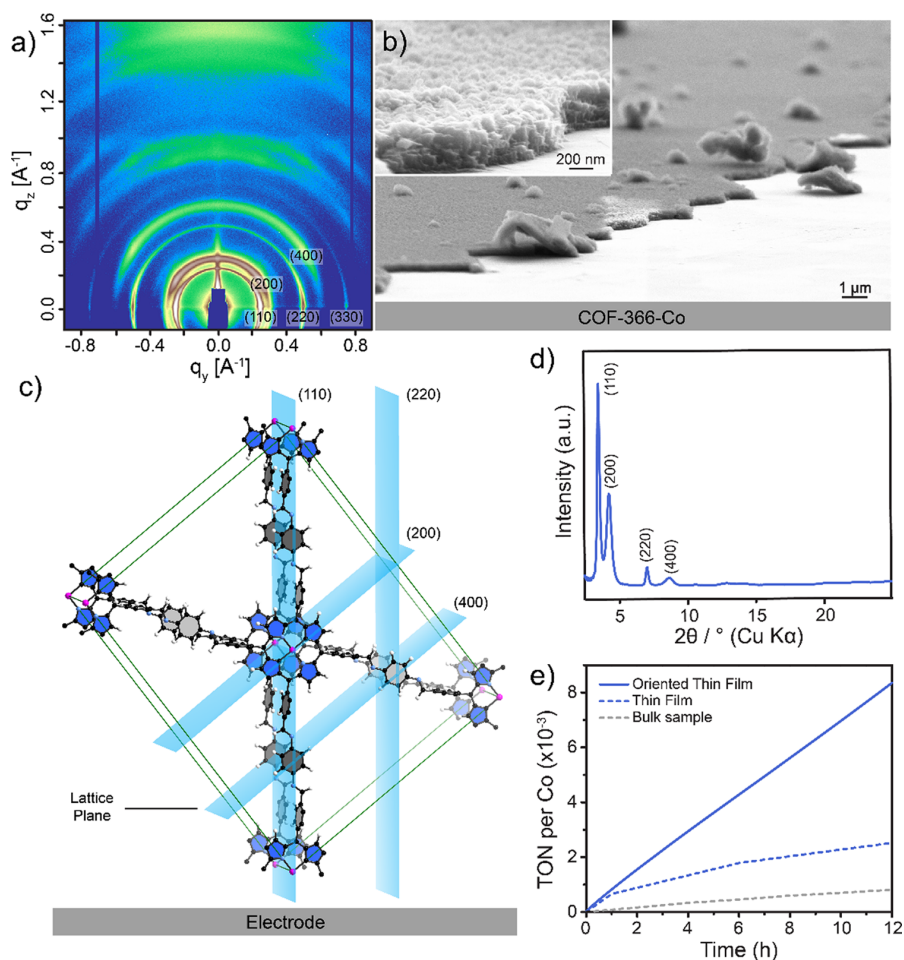 a)
1.6
1.2
0.8
0.4
0.0
q_z [A⁻¹]
(400)
(200)
(110)
(220)
(330)
-0.8
-0.4
0.0
0.4
0.8
q_y [A⁻¹]
b)
200 nm
1 µm
COF-366-Co
c)
(110)
(220)
(200)
(400)
Lattice
Plane
Electrode
d)
Intensity (a.u.)
(110)
(200)
(220)
(400)
5
10
15
20
2θ / ° (Cu Kα)
e)
Oriented Thin Film
Thin Film
Bulk sample
TON per Co (x10⁻³)
8
6
4
2
0
0
2
4
6
8
10
12
Time (h)